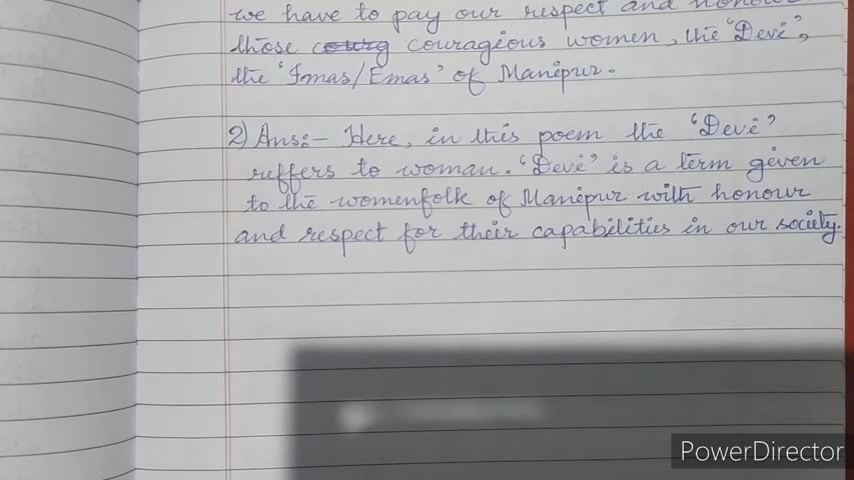 we have to pay our respect and honour
those courg couragious women, the 'Devi',
the 'Imas/Emas' of Manipur.
2) Ans:- Here, in this poem the 'Devi'
reffers to woman. 'Devi' is a term given
to the womenfolk of Manipur with honour
and respect for their capabilities in our society.
PowerDirector